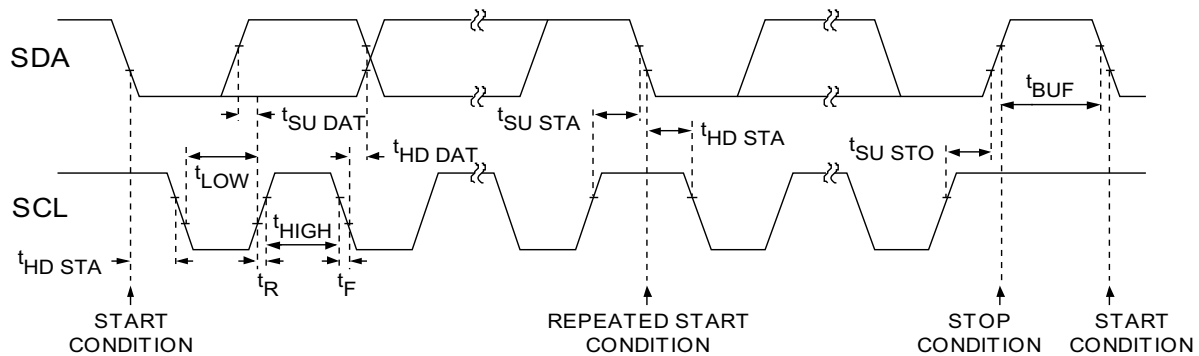 SDA
tSU DAT
tHD DAT
tSU STA
tHD STA
tSU STO
tBUF
SCL
tLOW
tHIGH
tHD STA
tR
tF
START
CONDITION
REPEATED START
CONDITION
STOP
CONDITION
START
CONDITION